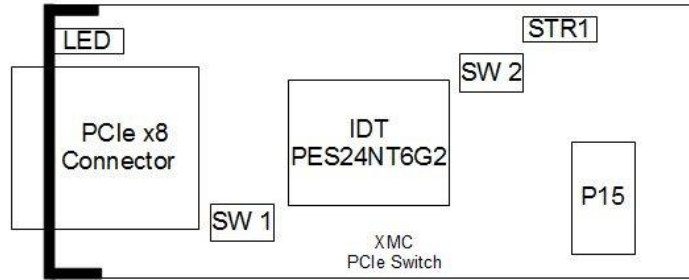 LED
STR1
SW 2
PCIe x8
Connector
IDT
PES24NT6G2
P15
SW 1
XMC
PCIe Switch